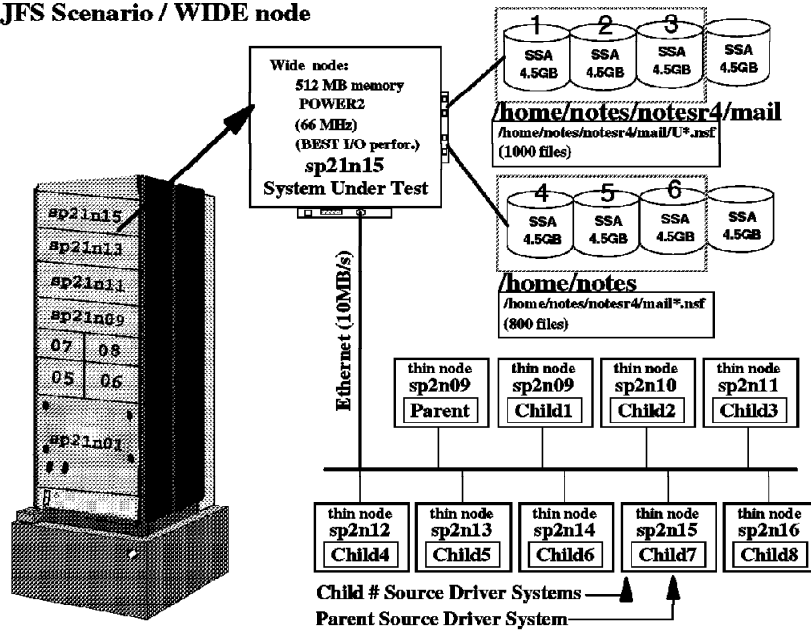 JFS Scenario / WIDE node
Wide node:
512 MB memory
POWER2
(66 MHz)
(BEST I/O perfor.)
sp21n15
System Under Test
1 2 3
SSA 4.5GB
SSA 4.5GB
SSA 4.5GB
SSA 4.5GB
/home/notes/notesr4/mail
/home/notes/notesr4/mail/U*.nsf
(1000 files)
4 5 6
SSA 4.5GB
SSA 4.5GB
SSA 4.5GB
SSA 4.5GB
/home/notes
/home/notes/notesr4/mail*.nsf
(800 files)
sp21n15
sp21n13
sp21n11
sp21n09
07 08
05 06
sp21n01
Ethernet (10MB/s)
thin node
sp2n09
Parent
thin node
sp2n09
Child1
thin node
sp2n10
Child2
thin node
sp2n11
Child3
thin node
sp2n12
Child4
thin node
sp2n13
Child5
thin node
sp2n14
Child6
thin node
sp2n15
Child7
thin node
sp2n16
Child8
Child # Source Driver Systems
Parent Source Driver System